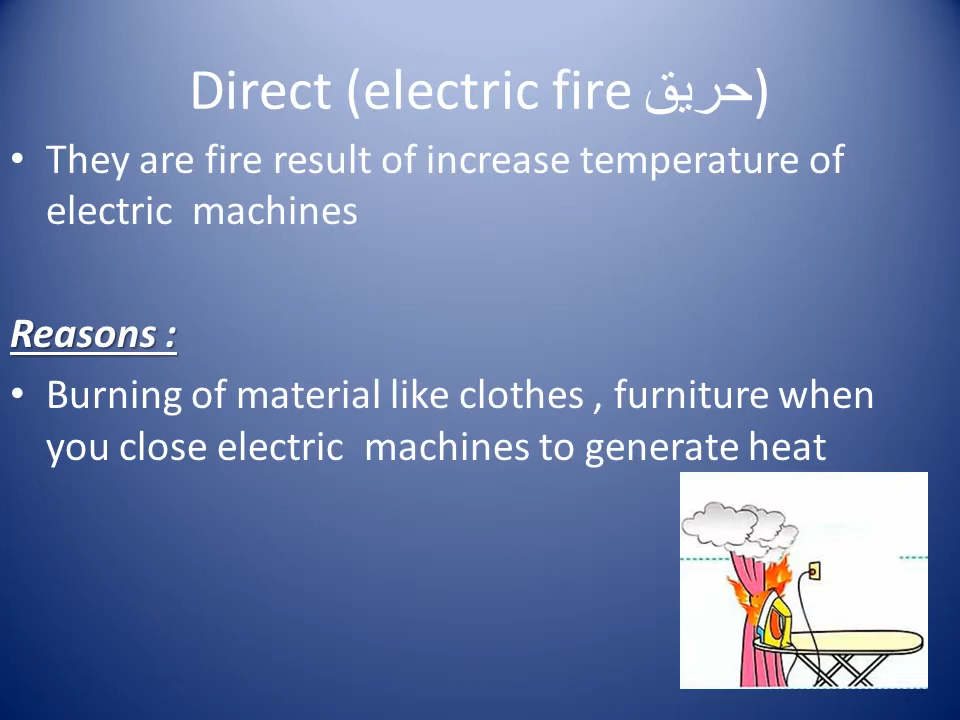 Direct (electric fire حريق)
• They are fire result of increase temperature of
electric machines
Reasons :
• Burning of material like clothes , furniture when
you close electric machines to generate heat